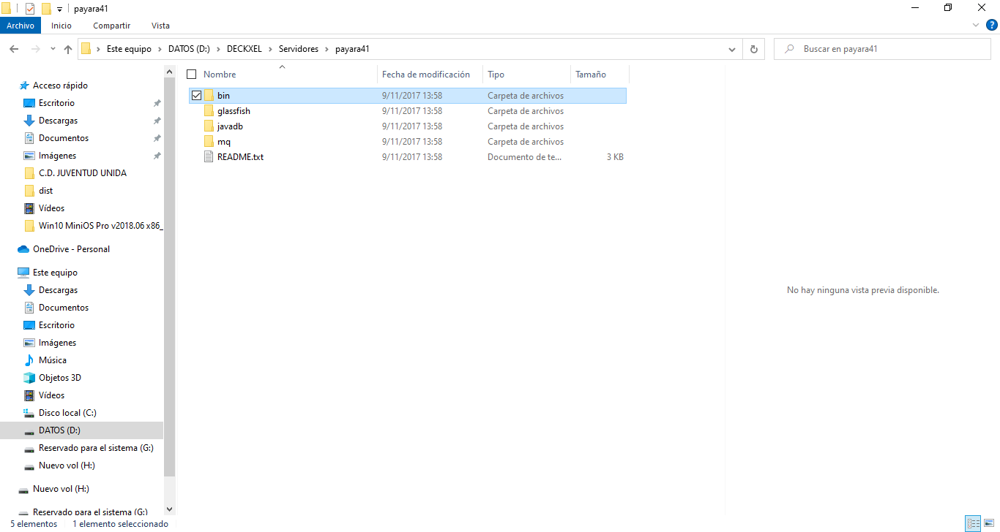 payara41
Archivo Inicio Compartir Vista
Este equipo > DATOS (D:) > DECKXEL > Servidores > payara41
Buscar en payara41
Acceso rápido
Escritorio
Descargas
Documentos
Imágenes
C.D. JUVENTUD UNIDA
dist
Vídeos
Win10 MiniOS Pro v2018.06 x86_
OneDrive - Personal
Este equipo
Descargas
Documentos
Escritorio
Imágenes
Música
Objetos 3D
Vídeos
Disco local (C:)
DATOS (D:)
Reservado para el sistema (G:)
Nuevo vol (H:)
Nuevo vol (H:)
Reservado para el sistema (G:)
Nombre Fecha de modificación Tipo Tamaño
bin 9/11/2017 13:58 Carpeta de archivos
glassfish 9/11/2017 13:58 Carpeta de archivos
javadb 9/11/2017 13:58 Carpeta de archivos
mq 9/11/2017 13:58 Carpeta de archivos
README.txt 9/11/2017 13:58 Documento de te... 3 KB
No hay ninguna vista previa disponible.
5 elementos 1 elemento seleccionado